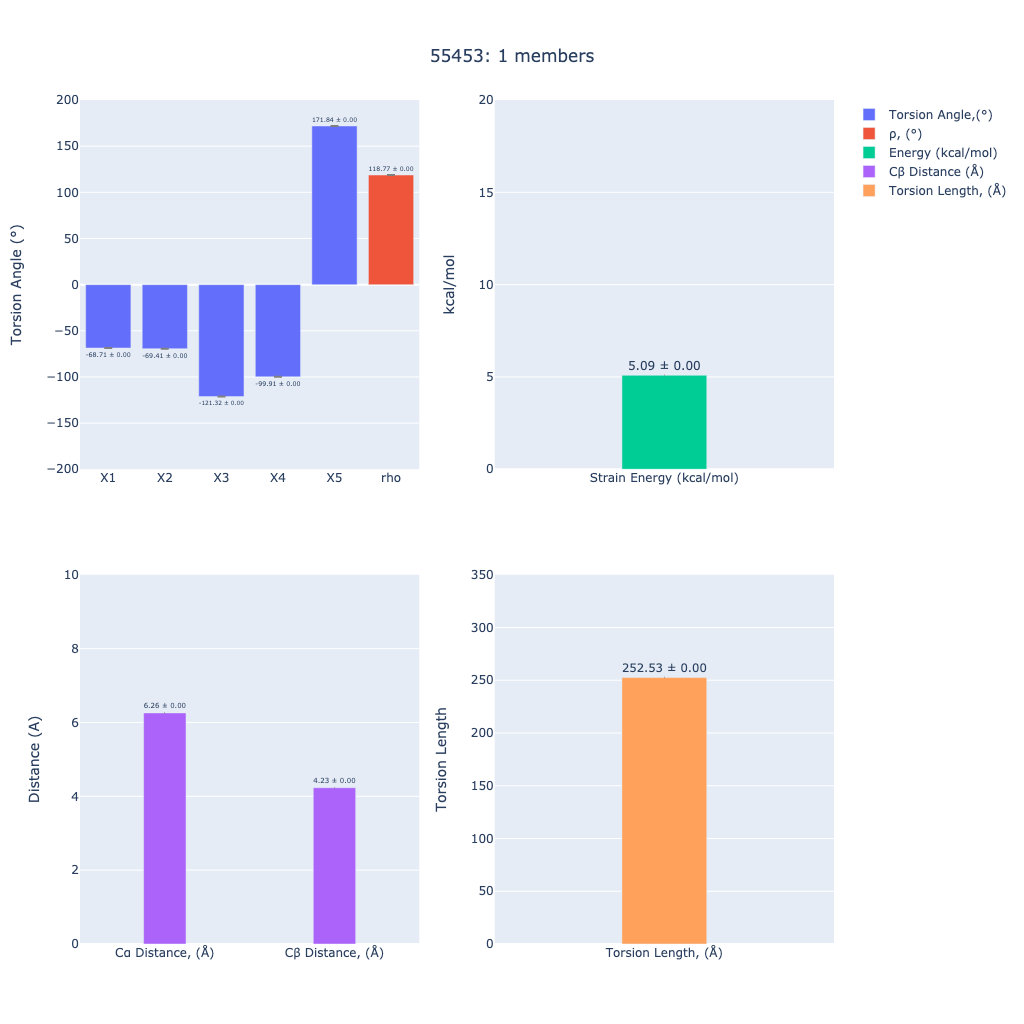 55453: 1 members
Torsion Angle (°)
200
150
100
50
0
−50
−100
−150
−200
-68.71 ± 0.00
-69.41 ± 0.00
-121.32 ± 0.00
-99.91 ± 0.00
171.84 ± 0.00
118.77 ± 0.00
X1 X2 X3 X4 X5 rho
kcal/mol
20
15
10
5
0
5.09 ± 0.00
Strain Energy (kcal/mol)
Torsion Angle,(°)
ρ, (°)
Energy (kcal/mol)
Cβ Distance (Å)
Torsion Length, (Å)
Distance (A)
10
8
6
4
2
0
6.26 ± 0.00
4.23 ± 0.00
Cα Distance, (Å) Cβ Distance, (Å)
Torsion Length
350
300
250
200
150
100
50
0
252.53 ± 0.00
Torsion Length, (Å)